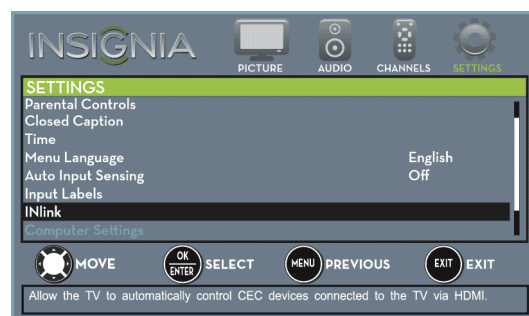 INSIGNIA
PICTURE AUDIO CHANNELS SETTINGS
SETTINGS
Parental Controls
Closed Caption
Time
Menu Language English
Auto Input Sensing Off
Input Labels
INlink
Computer Settings
MOVE OK ENTER SELECT MENU PREVIOUS EXIT EXIT
Allow the TV to automatically control CEC devices connected to the TV via HDMI.